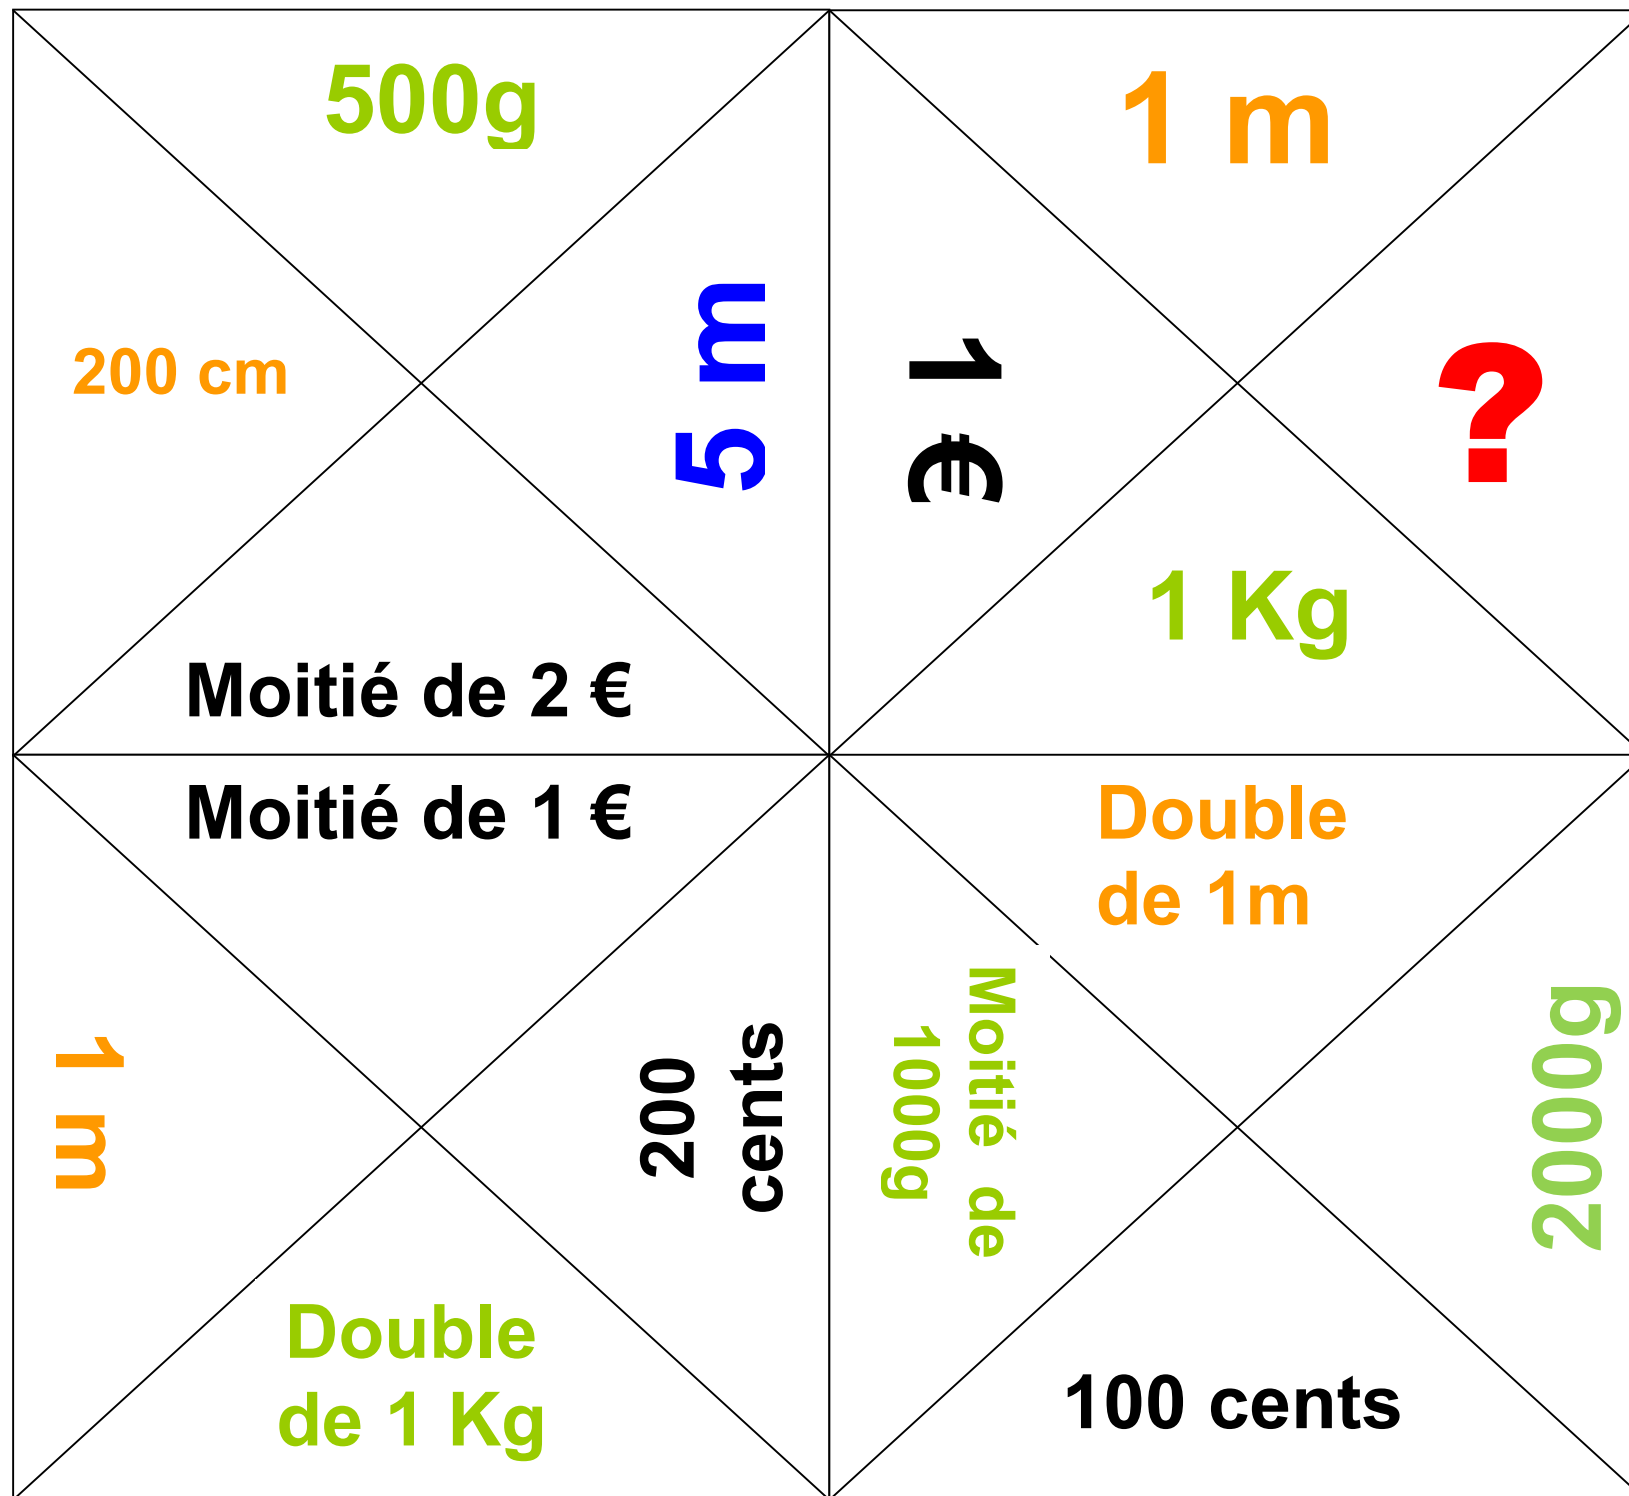 500g
200 cm
5 m
Moitié de 2 €
1 m
1 €
?
1 Kg
Moitié de 1 €
1 m
200
cents
Double
de 1 Kg
Double
de 1m
Moitié de
1000g
2000g
100 cents